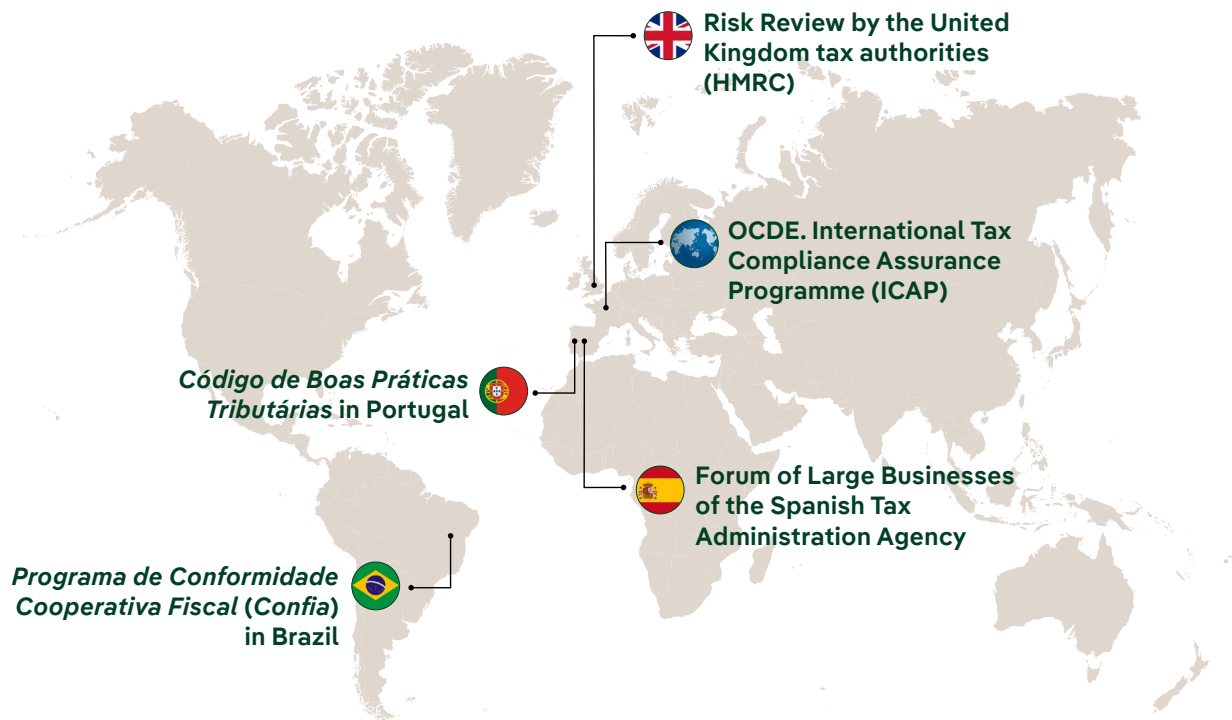 Risk Review by the United
Kingdom tax authorities
(HMRC)
OCDE. International Tax
Compliance Assurance
Programme (ICAP)
Código de Boas Práticas
Tributárias in Portugal
Forum of Large Businesses
of the Spanish Tax
Administration Agency
Programa de Conformidade
Cooperativa Fiscal (Confia)
in Brazil